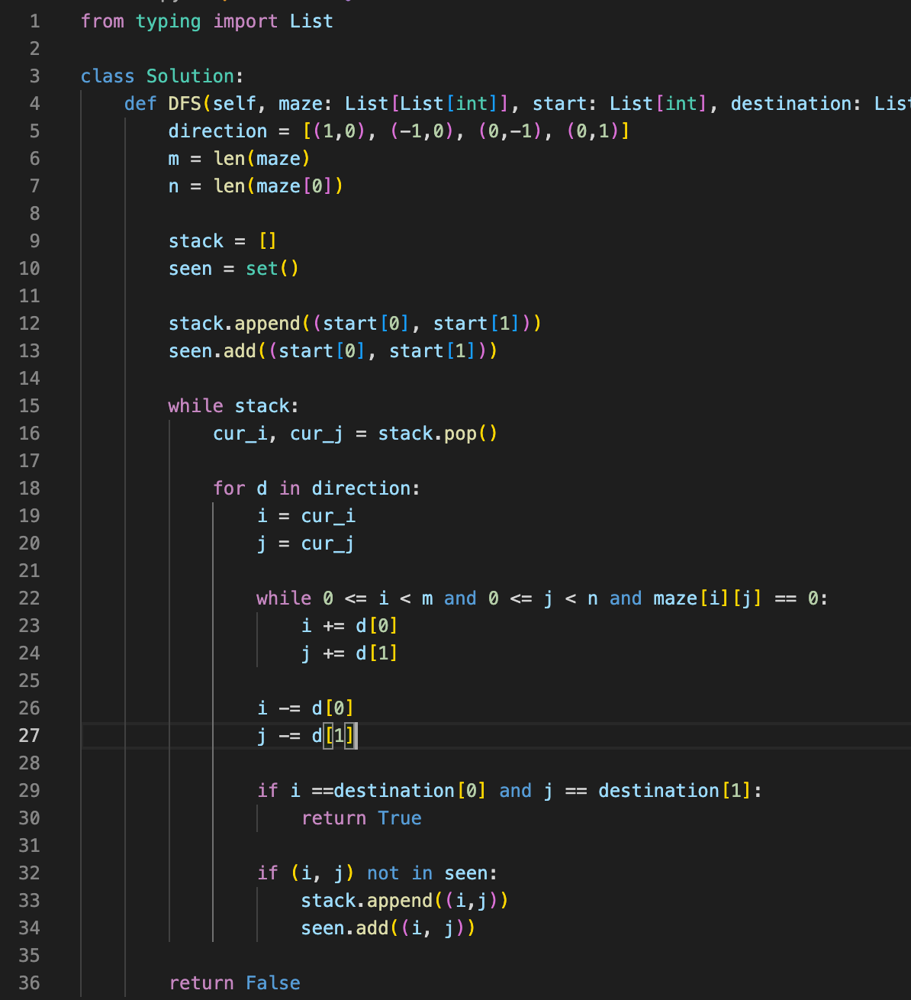 1 from typing import List
2
3 class Solution:
4     def DFS(self, maze: List[List[int]], start: List[int], destination: List
5         direction = [(1,0), (-1,0), (0,-1), (0,1)]
6         m = len(maze)
7         n = len(maze[0])
8
9         stack = []
10         seen = set()
11
12         stack.append((start[0], start[1]))
13         seen.add((start[0], start[1]))
14
15         while stack:
16             cur_i, cur_j = stack.pop()
17
18             for d in direction:
19                 i = cur_i
20                 j = cur_j
21
22                 while 0 <= i < m and 0 <= j < n and maze[i][j] == 0:
23                     i += d[0]
24                     j += d[1]
25
26                 i -= d[0]
27                 j -= d[1]
28
29                 if i ==destination[0] and j == destination[1]:
30                     return True
31
32                 if (i, j) not in seen:
33                     stack.append((i,j))
34                     seen.add((i, j))
35
36         return False